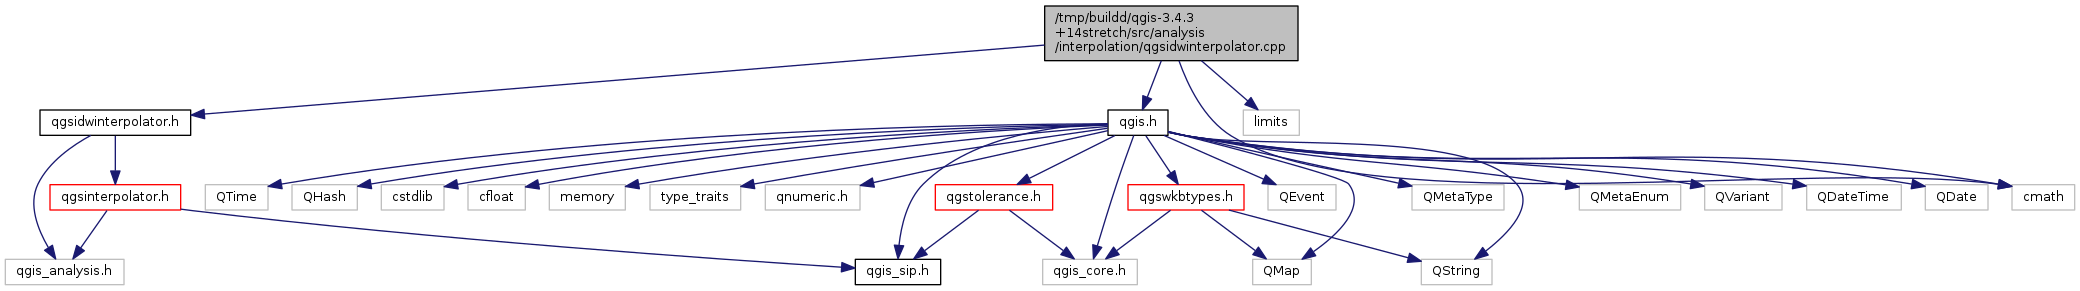 /tmp/buildd/qgis-3.4.3
+14stretch/src/analysis
/interpolation/qgsidwinterpolator.cpp
qgsidwinterpolator.h
qgis.h
limits
qgsinterpolator.h
QTime
QHash
cstdlib
cfloat
memory
type_traits
qnumeric.h
qgstolerance.h
qgswkbtypes.h
QEvent
QMetaType
QMetaEnum
QVariant
QDateTime
QDate
cmath
qgis_analysis.h
qgis_sip.h
qgis_core.h
QMap
QString